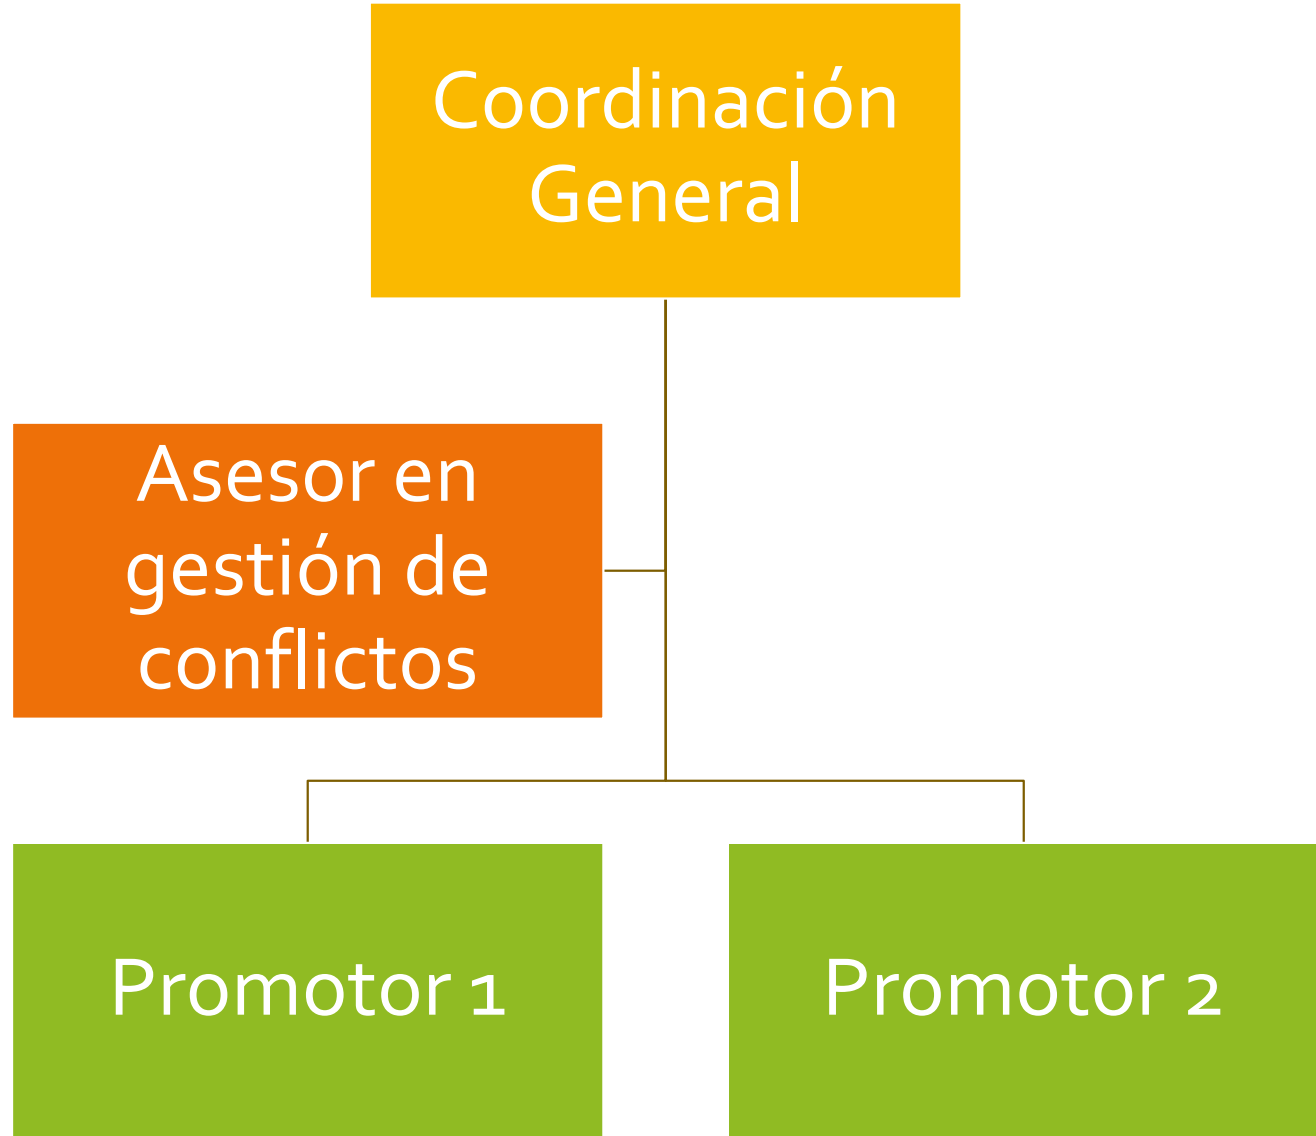 Coordinación
General
Asesor en
gestión de
conflictos
Promotor 1
Promotor 2